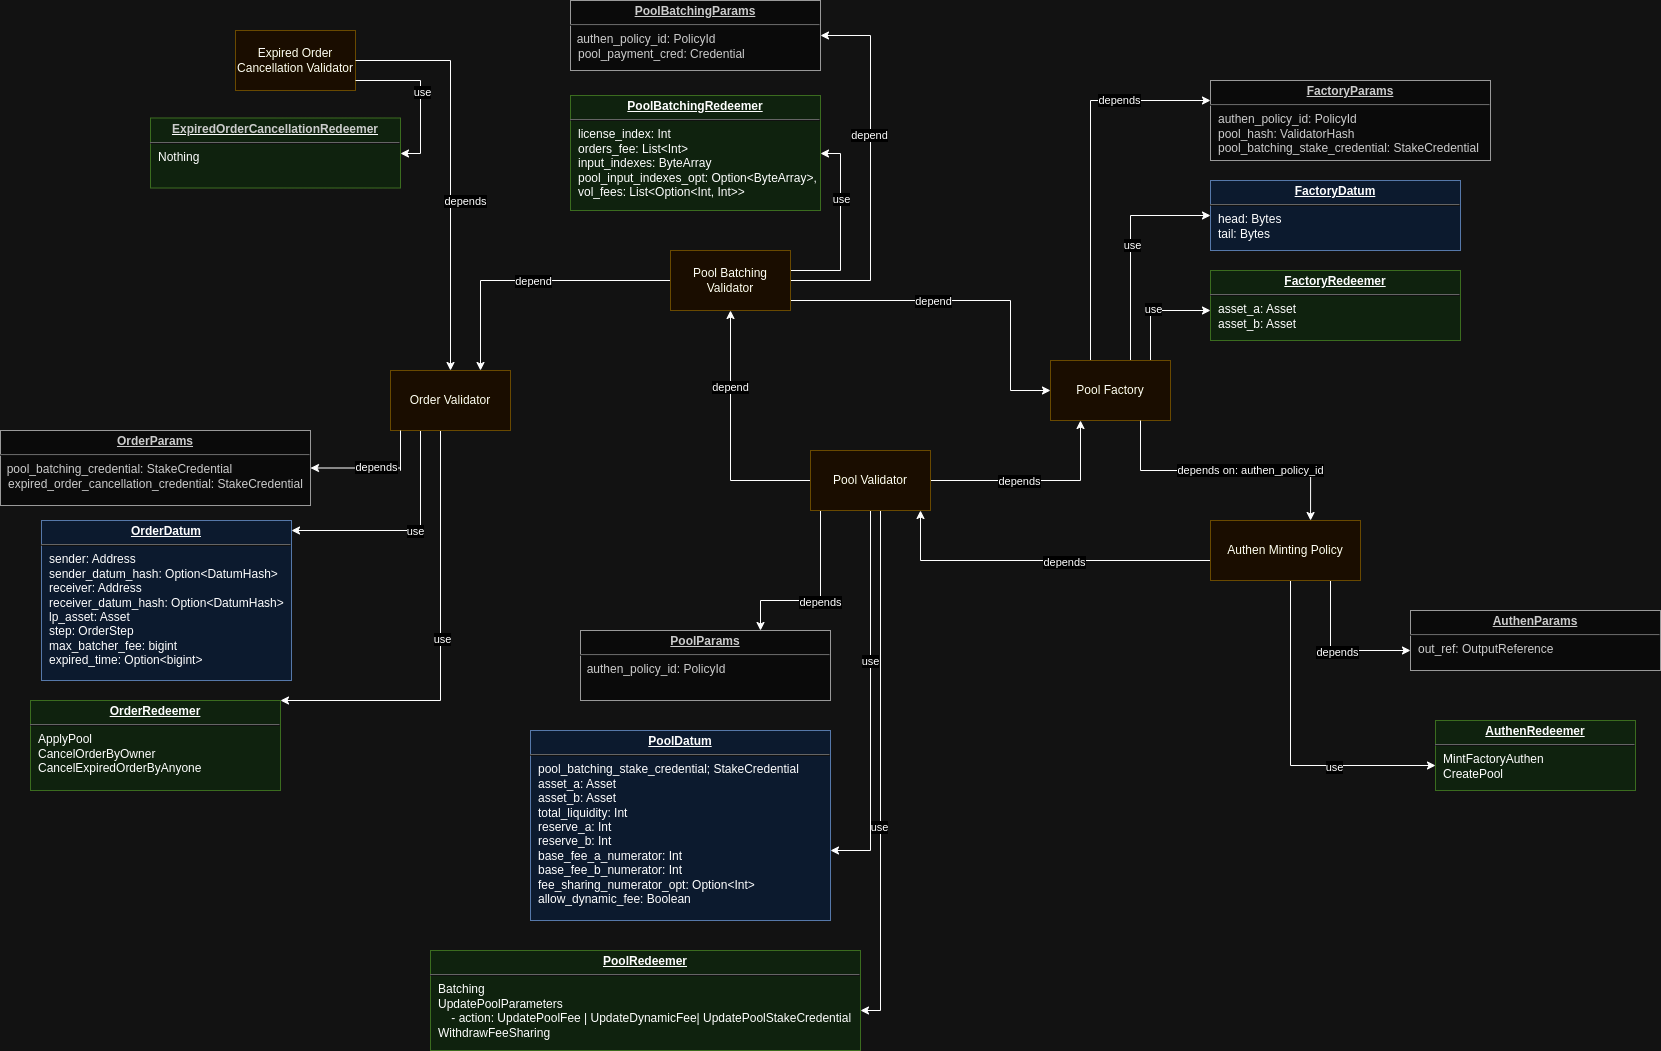 PoolBatchingParams
authen_policy_id: PolicyId
pool_payment_cred: Credential
Expired Order
Cancellation Validator
use
ExpiredOrderCancellationRedeemer
Nothing
depends
PoolBatchingRedeemer
license_index: Int
orders_fee: List<Int>
input_indexes: ByteArray
pool_input_indexes_opt: Option<ByteArray>,
vol_fees: List<Option<Int, Int>>
depend
use
depends
FactoryParams
authen_policy_id: PolicyId
pool_hash: ValidatorHash
pool_batching_stake_credential: StakeCredential
FactoryDatum
head: Bytes
tail: Bytes
use
FactoryRedeemer
asset_a: Asset
asset_b: Asset
use
Pool Batching
Validator
depend
depend
depend
Order Validator
Pool Factory
OrderParams
pool_batching_credential: StakeCredential
expired_order_cancellation_credential: StakeCredential
depends
Pool Validator
depends
depends on: authen_policy_id
OrderDatum
sender: Address
sender_datum_hash: Option<DatumHash>
receiver: Address
receiver_datum_hash: Option<DatumHash>
lp_asset: Asset
step: OrderStep
max_batcher_fee: bigint
expired_time: Option<bigint>
use
Authen Minting Policy
depends
depends
PoolParams
authen_policy_id: PolicyId
use
use
AuthenParams
out_ref: OutputReference
depends
OrderRedeemer
ApplyPool
CancelOrderByOwner
CancelExpiredOrderByAnyone
PoolDatum
pool_batching_stake_credential; StakeCredential
asset_a: Asset
asset_b: Asset
total_liquidity: Int
reserve_a: Int
reserve_b: Int
base_fee_a_numerator: Int
base_fee_b_numerator: Int
fee_sharing_numerator_opt: Option<Int>
allow_dynamic_fee: Boolean
use
AuthenRedeemer
MintFactoryAuthen
CreatePool
use
PoolRedeemer
Batching
UpdatePoolParameters
- action: UpdatePoolFee | UpdateDynamicFee| UpdatePoolStakeCredential
WithdrawFeeSharing